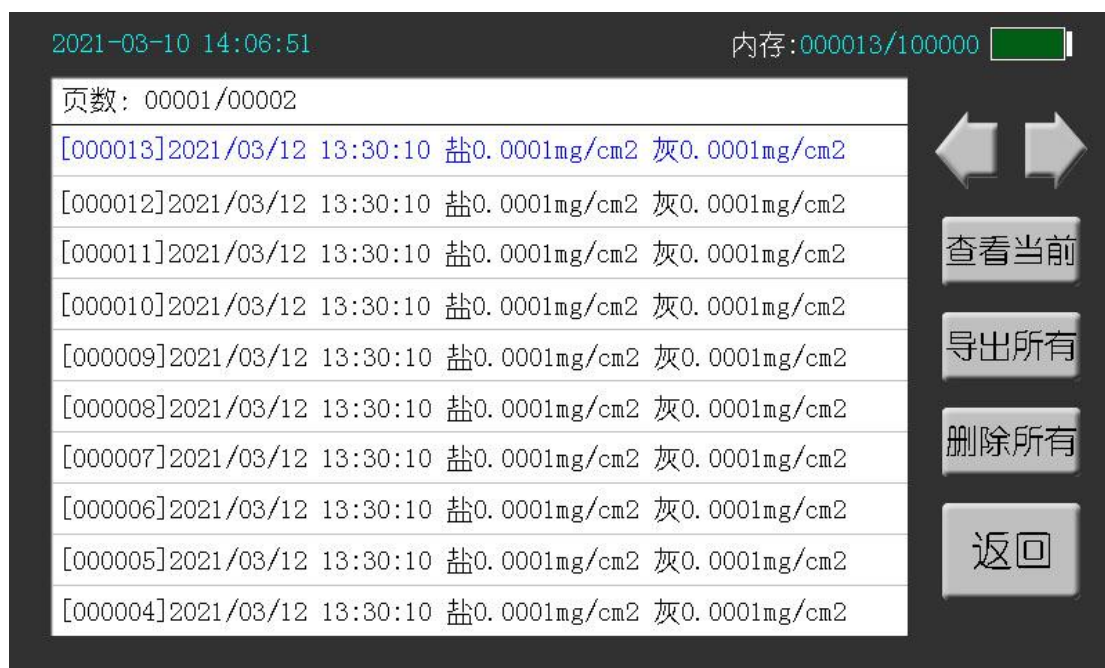 2021-03-10 14:06:51 内存:000013/100000
页数: 00001/00002
[000013]2021/03/12 13:30:10 盐0.0001mg/cm2 灰0.0001mg/cm2
[000012]2021/03/12 13:30:10 盐0.0001mg/cm2 灰0.0001mg/cm2
[000011]2021/03/12 13:30:10 盐0.0001mg/cm2 灰0.0001mg/cm2
[000010]2021/03/12 13:30:10 盐0.0001mg/cm2 灰0.0001mg/cm2
[000009]2021/03/12 13:30:10 盐0.0001mg/cm2 灰0.0001mg/cm2
[000008]2021/03/12 13:30:10 盐0.0001mg/cm2 灰0.0001mg/cm2
[000007]2021/03/12 13:30:10 盐0.0001mg/cm2 灰0.0001mg/cm2
[000006]2021/03/12 13:30:10 盐0.0001mg/cm2 灰0.0001mg/cm2
[000005]2021/03/12 13:30:10 盐0.0001mg/cm2 灰0.0001mg/cm2
[000004]2021/03/12 13:30:10 盐0.0001mg/cm2 灰0.0001mg/cm2
查看当前
导出所有
删除所有
返回